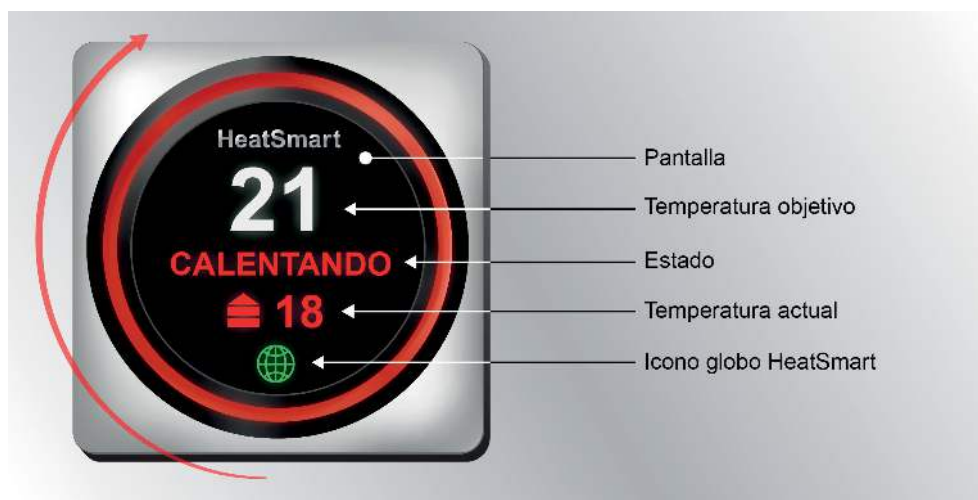 HeatSmart
21
CALENTANDO
18
Pantalla
Temperatura objetivo
Estado
Temperatura actual
Icono globo HeatSmart